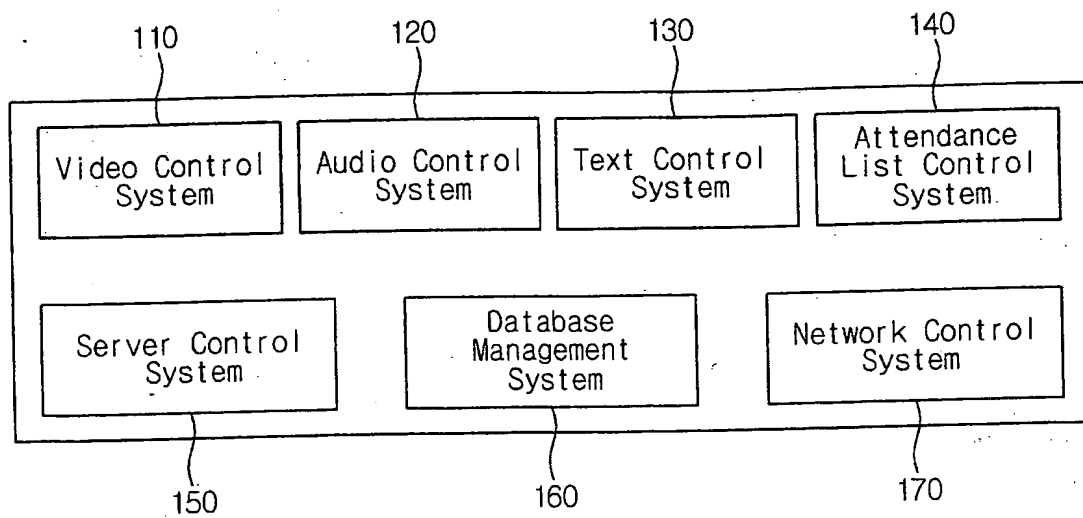 110
120
130
140
Video Control
System
Audio Control
System
Text Control
System
Attendance
List Control
System
Server Control
System
Database
Management
System
Network Control
System
150
160
170